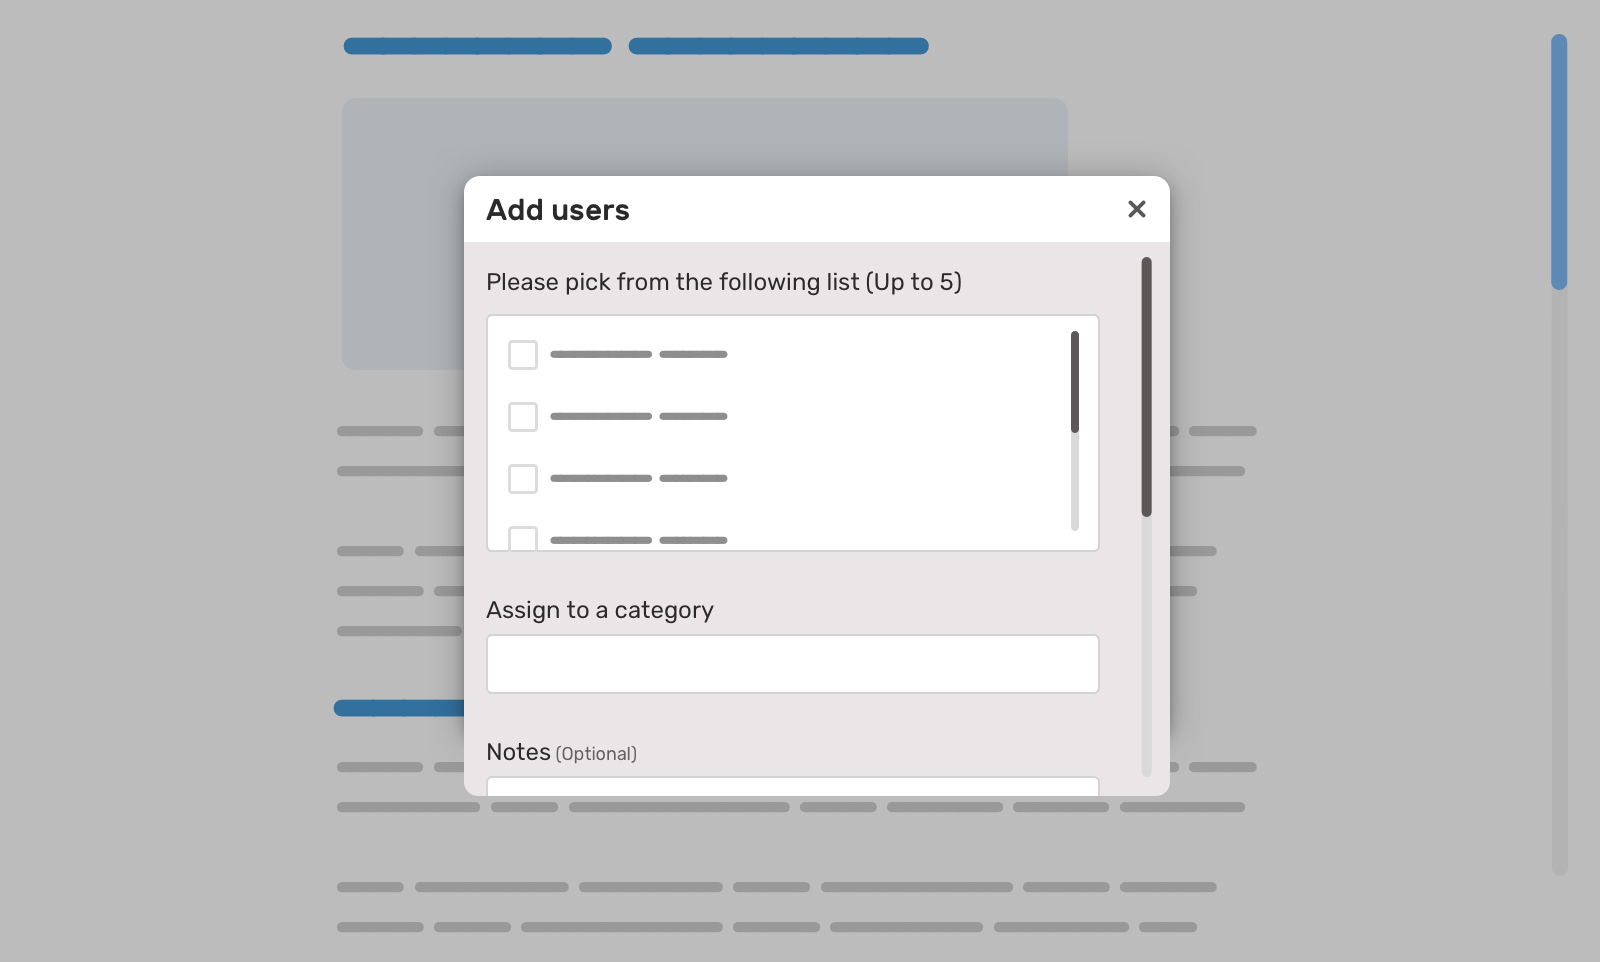 Add users
Please pick from the following list (Up to 5)
Assign to a category
Notes (Optional)